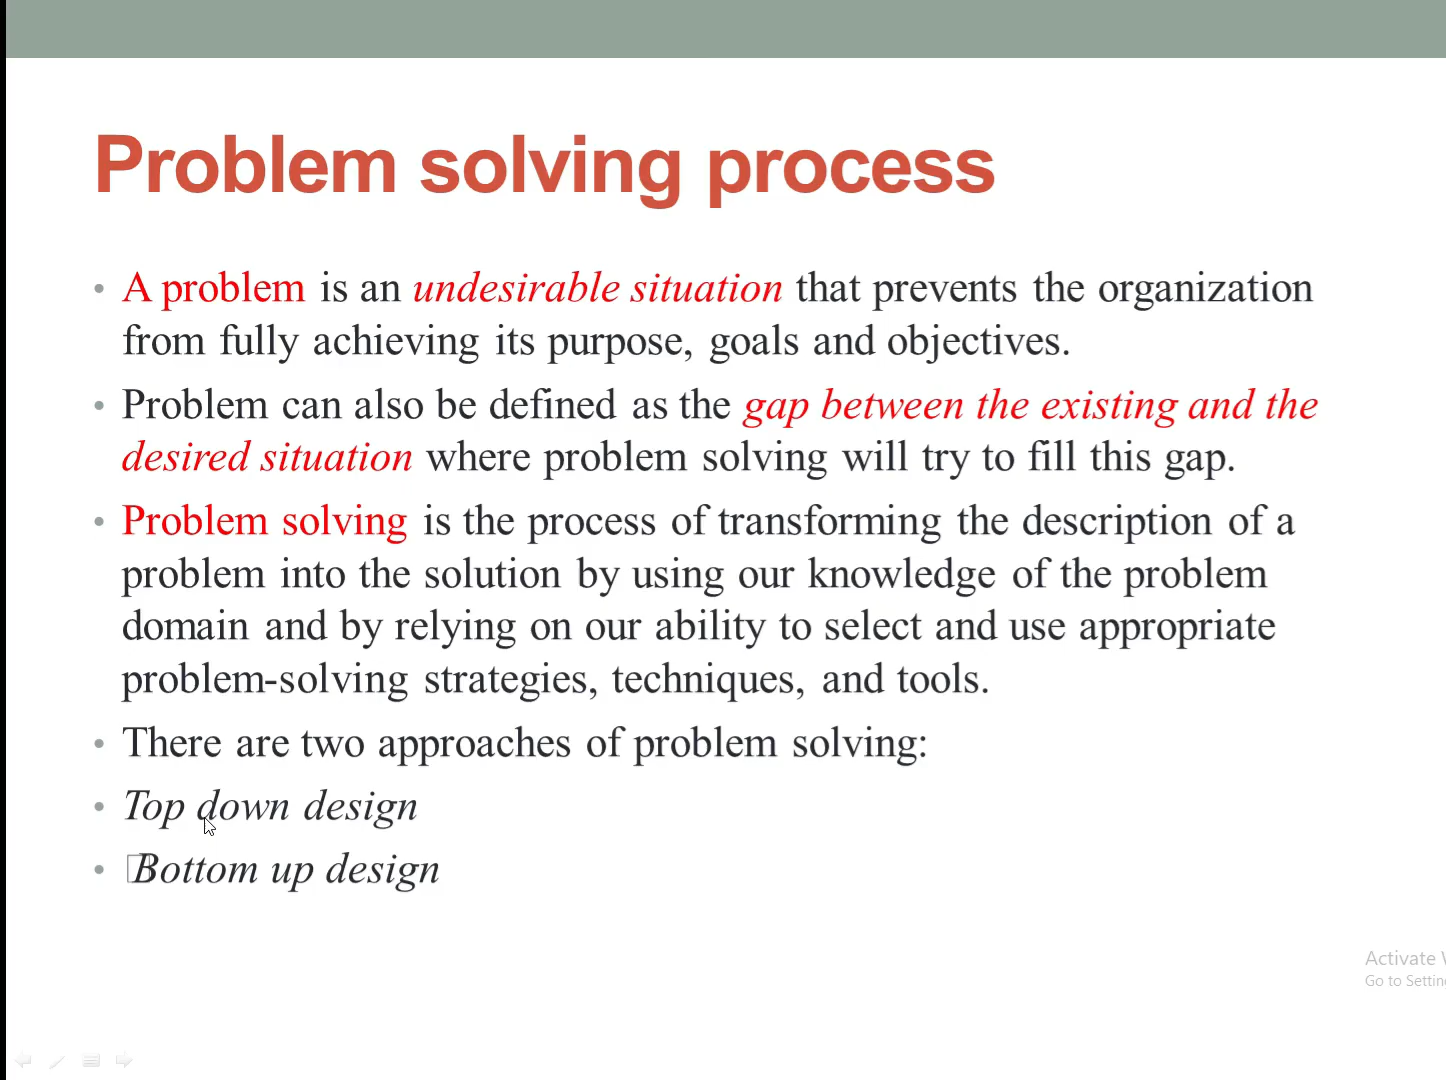 Problem solving process
• A problem is an undesirable situation that prevents the organization
from fully achieving its purpose, goals and objectives.
• Problem can also be defined as the gap between the existing and the
desired situation where problem solving will try to fill this gap.
• Problem solving is the process of transforming the description of a
problem into the solution by using our knowledge of the problem
domain and by relying on our ability to select and use appropriate
problem-solving strategies, techniques, and tools.
• There are two approaches of problem solving:
• Top down design
• Bottom up design
Activate
Go to